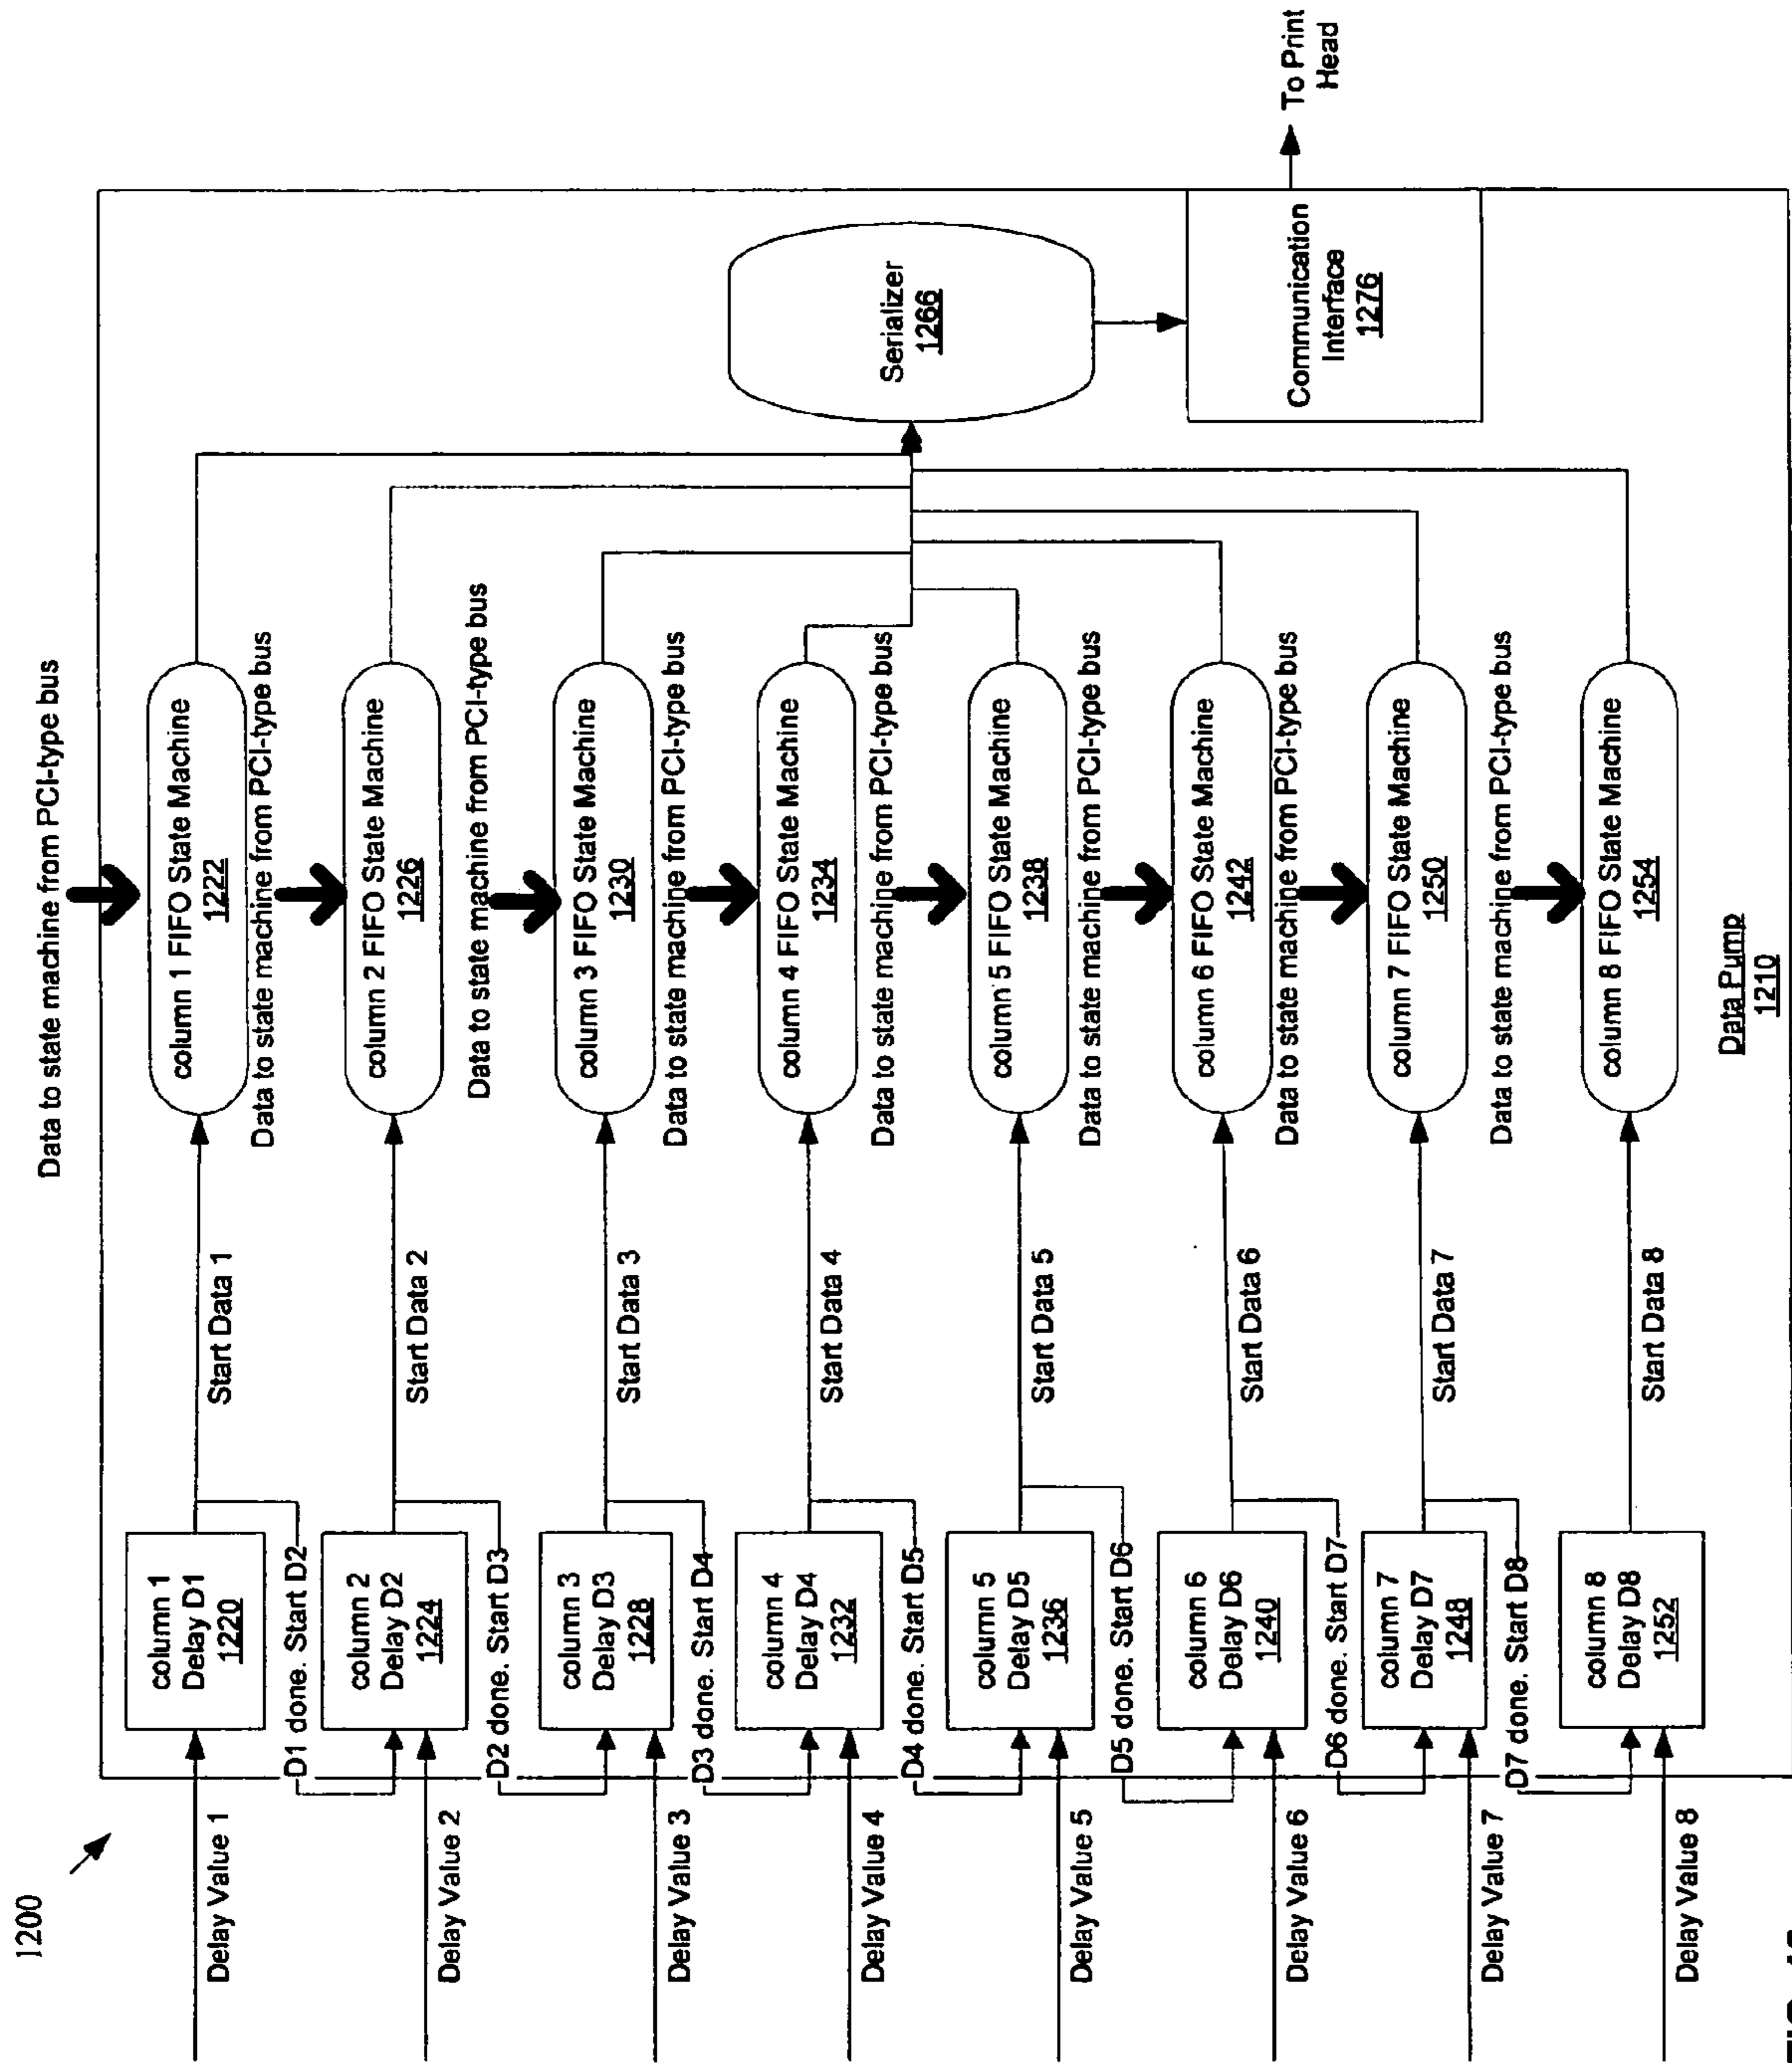 1200
Data to state machine from PCI-type bus
Delay Value 1
column 1
Delay D1
1220
Start Data 1
column 1 FIFO State Machine
1222
D1 done. Start D2
Data to state machine from PCI-type bus
Delay Value 2
column 2
Delay D2
1224
Start Data 2
column 2 FIFO State Machine
1226
D2 done. Start D3
Data to state machine from PCI-type bus
Delay Value 3
column 3
Delay D3
1228
Start Data 3
column 3 FIFO State Machine
1230
D3 done. Start D4
Data to state machine from PCI-type bus
Delay Value 4
column 4
Delay D4
1232
Start Data 4
column 4 FIFO State Machine
1234
D4 done. Start D5
Data to state machine from PCI-type bus
Delay Value 5
column 5
Delay D5
1236
Start Data 5
column 5 FIFO State Machine
1238
D5 done. Start D6
Data to state machine from PCI-type bus
Delay Value 6
column 6
Delay D6
1240
Start Data 6
column 6 FIFO State Machine
1242
D6 done. Start D7
Data to state machine from PCI-type bus
Delay Value 7
column 7
Delay D7
1248
Start Data 7
column 7 FIFO State Machine
1250
D7 done. Start D8
Data to state machine from PCI-type bus
Delay Value 8
column 8
Delay D8
1252
Start Data 8
column 8 FIFO State Machine
1254
Serializer
1266
Communication
Interface
1276
To Print
Head
Data Pump
1210